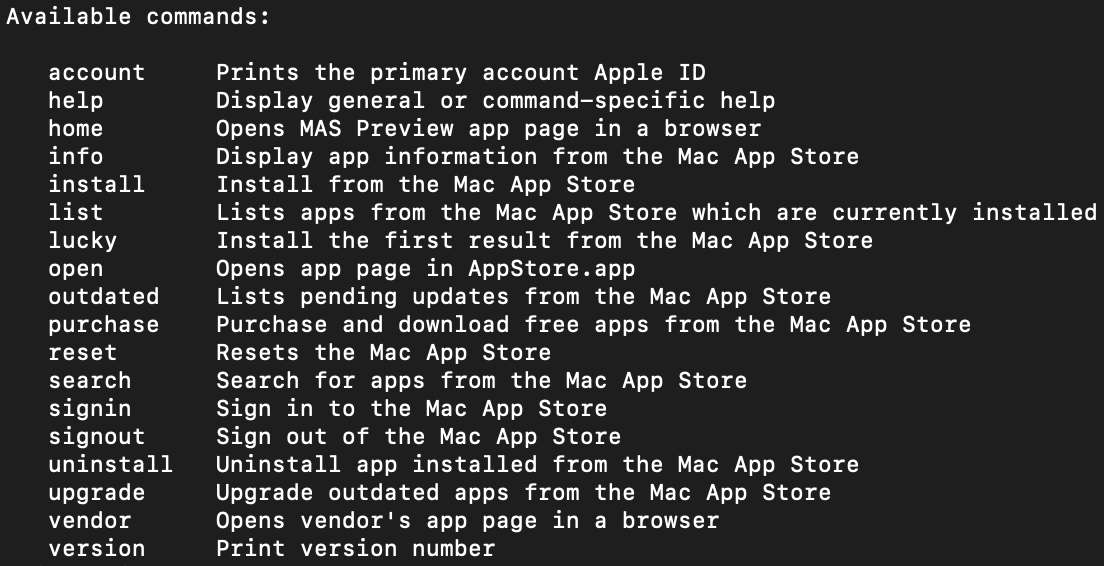 Available commands:
account Prints the primary account Apple ID
help Display general or command-specific help
home Opens MAS Preview app page in a browser
info Display app information from the Mac App Store
install Install from the Mac App Store
list Lists apps from the Mac App Store which are currently installed
lucky Install the first result from the Mac App Store
open Opens app page in AppStore.app
outdated Lists pending updates from the Mac App Store
purchase Purchase and download free apps from the Mac App Store
reset Resets the Mac App Store
search Search for apps from the Mac App Store
signin Sign in to the Mac App Store
signout Sign out of the Mac App Store
uninstall Uninstall app installed from the Mac App Store
upgrade Upgrade outdated apps from the Mac App Store
vendor Opens vendor's app page in a browser
version Print version number